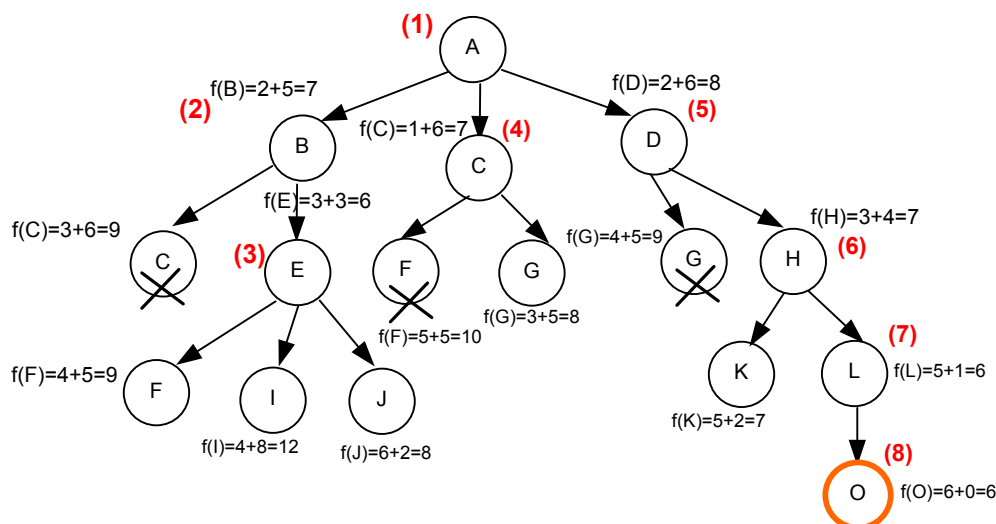 (1)
A
f(B)=2+5=7
f(D)=2+6=8
(2)
(5)
f(C)=1+6=7
(4)
B
C
D
f(E)=3+3=6
f(C)=3+6=9
f(H)=3+4=7
f(G)=4+5=9
(3)
(6)
C
E
F
G
G
H
f(G)=3+5=8
f(F)=5+5=10
(7)
f(F)=4+5=9
F
I
J
K
L
f(L)=5+1=6
f(K)=5+2=7
f(I)=4+8=12
f(J)=6+2=8
(8)
O
f(O)=6+0=6